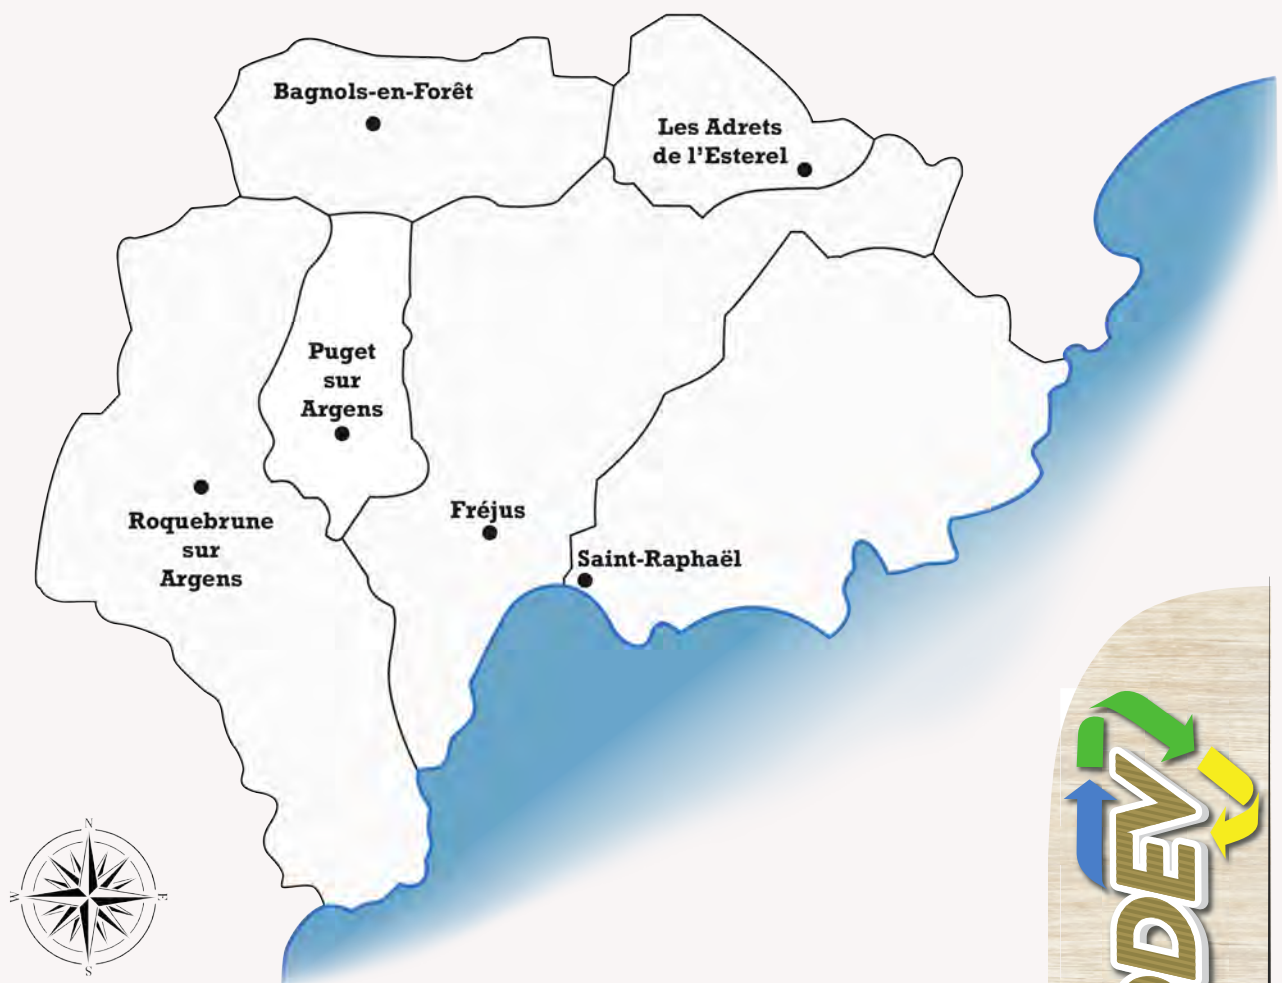 Bagnols-en-Forêt
Les Adrets
de l'Esterel
Puget
sur
Argens
Roquebrune
sur
Argens
Fréjus
Saint-Raphaël
N
W
E
S